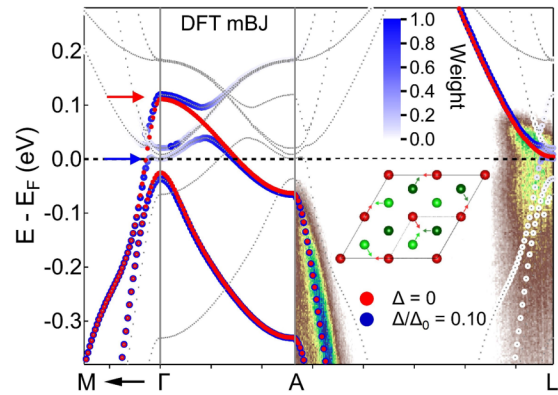 DFT mBJ
E - E_F (eV)
0.2
0.1
0.0
-0.1
-0.2
-0.3
1.0
0.8
0.6
0.4
0.2
0.0
Weight
Δ = 0
Δ/Δ₀ = 0.10
M ← Γ A L